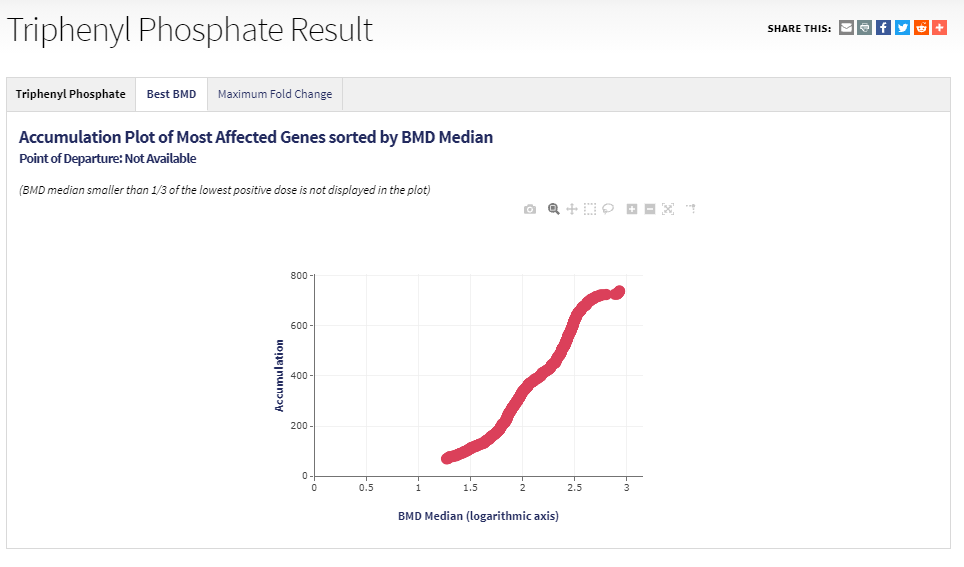 Triphenyl Phosphate Result
SHARE THIS:
Triphenyl Phosphate
Best BMD
Maximum Fold Change
Accumulation Plot of Most Affected Genes sorted by BMD Median
Point of Departure: Not Available
(BMD median smaller than 1/3 of the lowest positive dose is not displayed in the plot)
800
600
400
200
0
Accumulation
0 0.5 1 1.5 2 2.5 3
BMD Median (logarithmic axis)